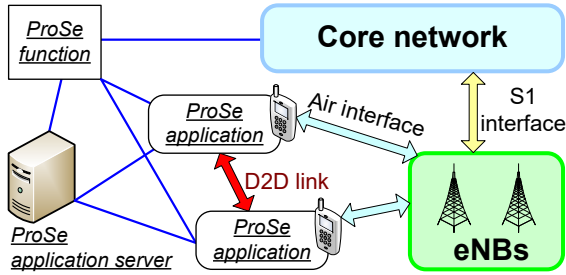 ProSe
function
Core network
ProSe
application
Air interface
S1
interface
D2D link
ProSe
application
ProSe
application server
eNBs